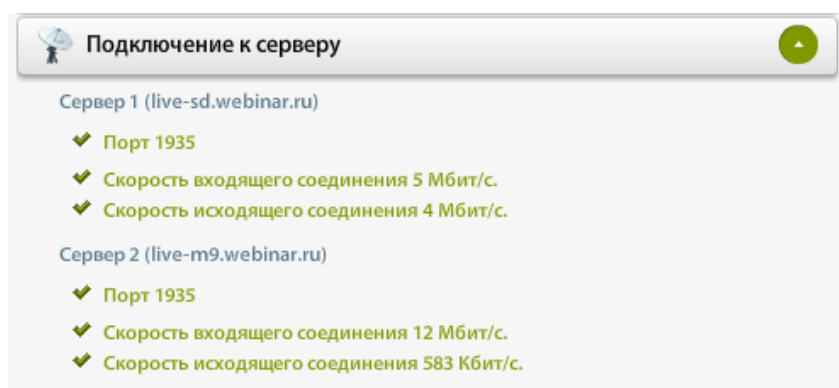 Подключение к серверу
Сервер 1 (live-sd.webinar.ru)
Порт 1935
Скорость входящего соединения 5 Мбит/с.
Скорость исходящего соединения 4 Мбит/с.
Сервер 2 (live-m9.webinar.ru)
Порт 1935
Скорость входящего соединения 12 Мбит/с.
Скорость исходящего соединения 583 Кбит/с.